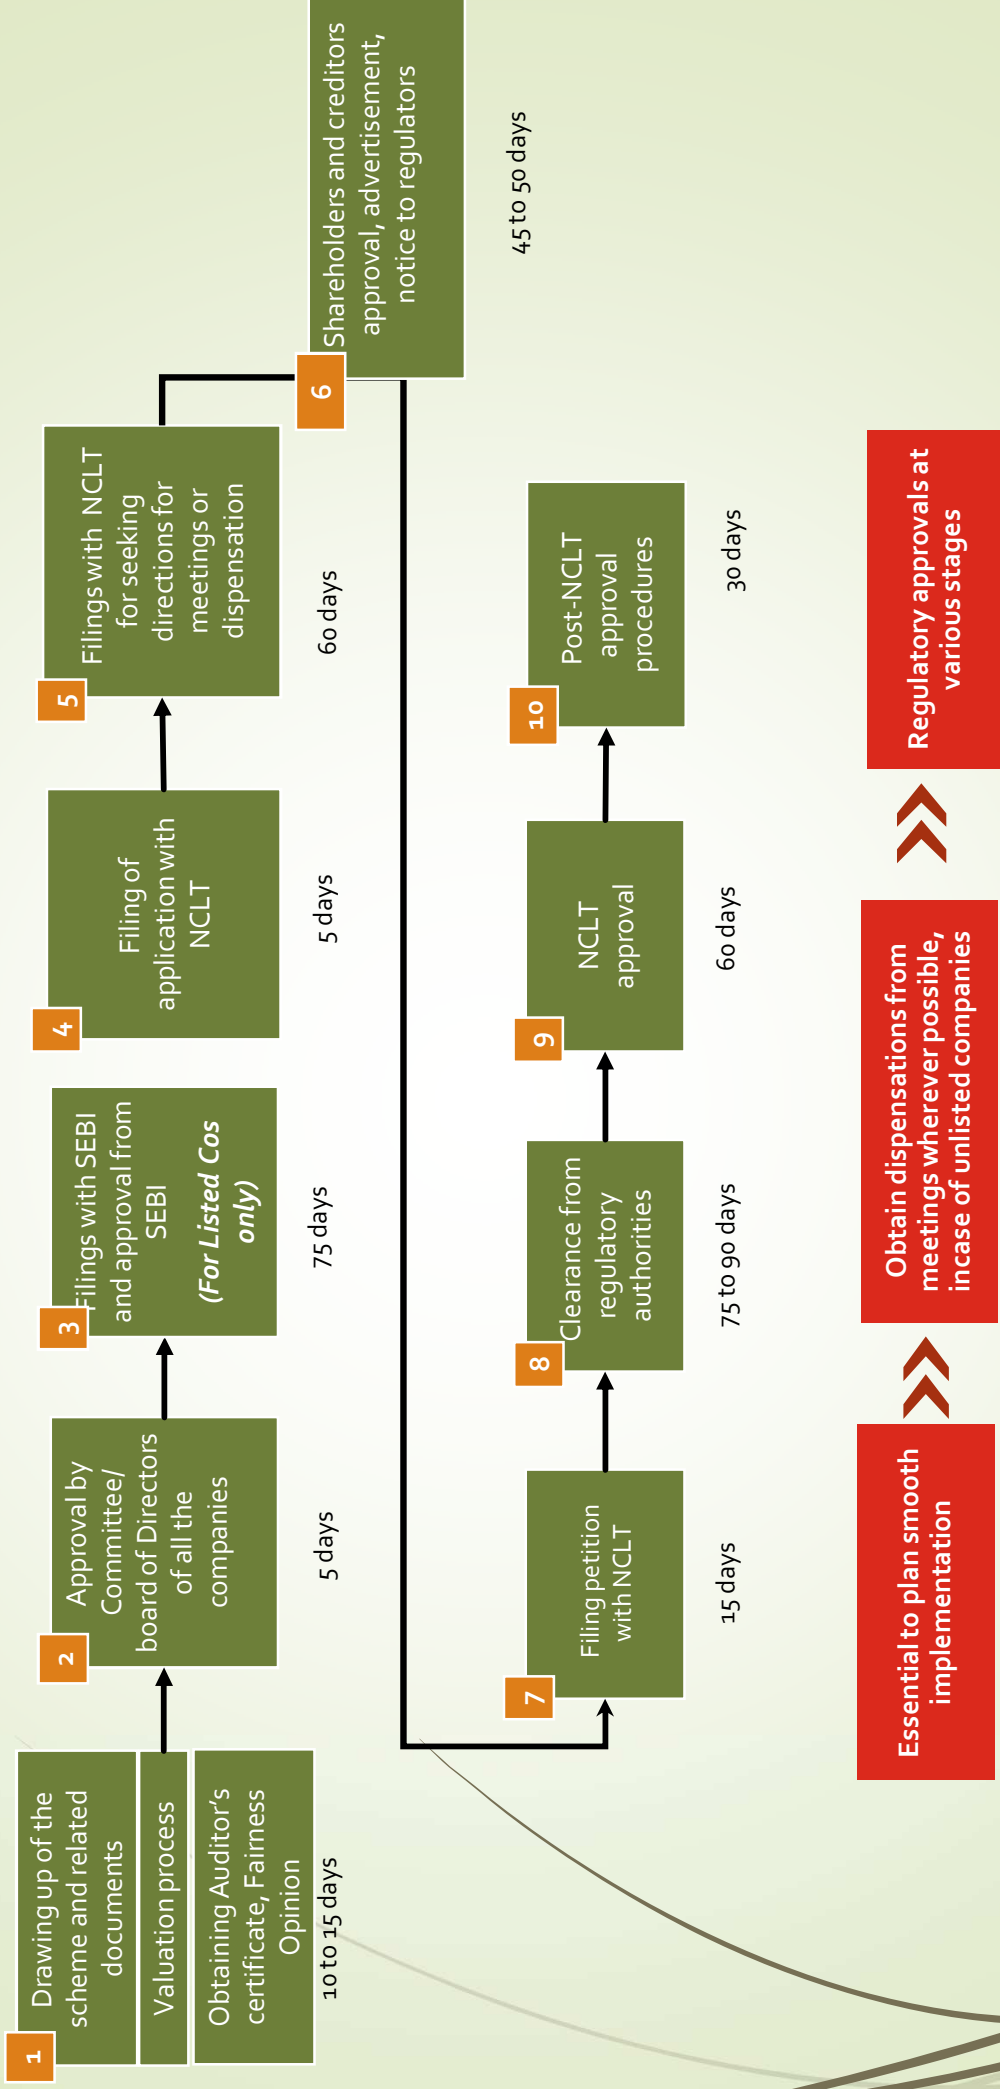 1
Drawing up of the
scheme and related
documents
Valuation process
Obtaining Auditor's
certificate, Fairness
Opinion
10 to 15 days
2
Approval by
Committee/
board of Directors
of all the
companies
5 days
3
Filings with SEBI
and approval from
SEBI
(For Listed Cos
only)
75 days
4
Filing of
application with
NCLT
5 days
5
Filings with NCLT
for seeking
directions for
meetings or
dispensation
60 days
6
Shareholders and creditors
approval, advertisement,
notice to regulators
45 to 50 days
7
Filing petition
with NCLT
15 days
8
Clearance from
regulatory
authorities
75 to 90 days
9
NCLT
approval
60 days
10
Post-NCLT
approval
procedures
30 days
Essential to plan smooth
implementation
Obtain dispensations from
meetings wherever possible,
incase of unlisted companies
Regulatory approvals at
various stages